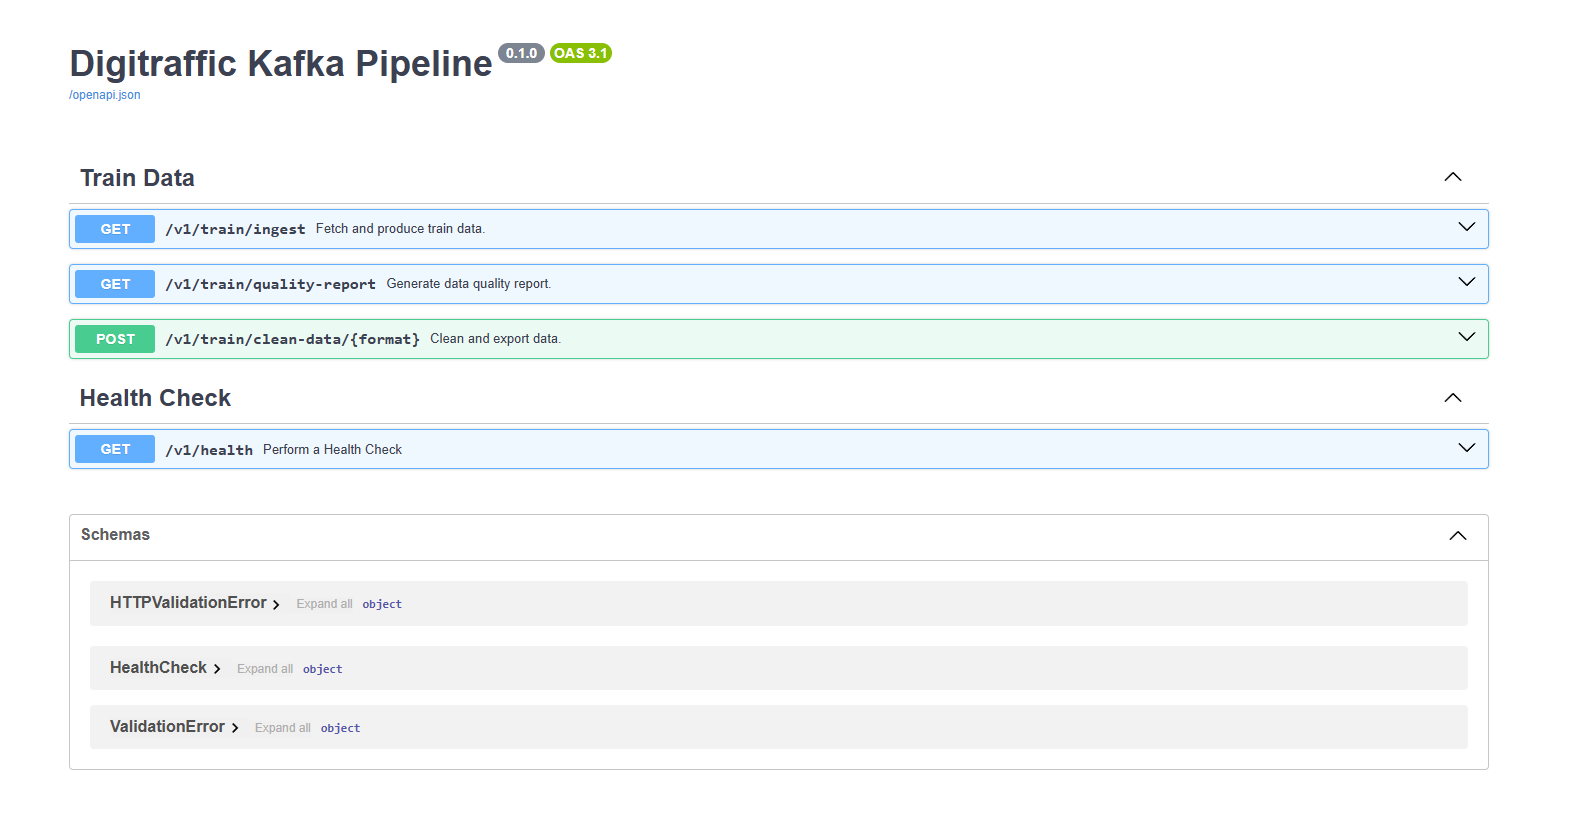 Digitraffic Kafka Pipeline 0.1.0 OAS 3.1
/openapi.json
Train Data
GET /v1/train/ingest Fetch and produce train data.
GET /v1/train/quality-report Generate data quality report.
POST /v1/train/clean-data/{format} Clean and export data.
Health Check
GET /v1/health Perform a Health Check
Schemas
HTTPValidationError Expand all object
HealthCheck Expand all object
ValidationError Expand all object